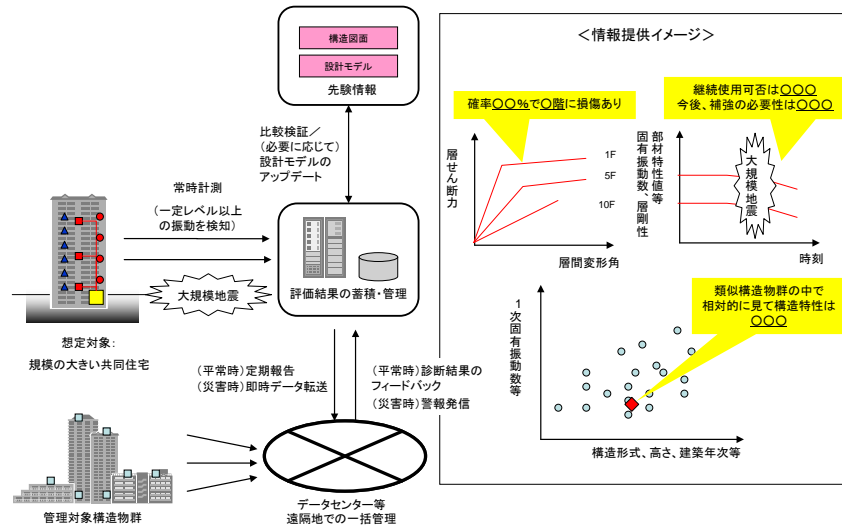 構造図面
設計モデル
先験情報
比較検証／
（必要に応じて）
設計モデルの
アップデート
常時計測
（一定レベル以上
の振動を検知）
大規模地震
評価結果の蓄積・管理
想定対象：
規模の大きい共同住宅
（平常時）定期報告
（災害時）即時データ転送
（平常時）診断結果の
フィードバック
（災害時）警報発信
管理対象構造物群
データセンター等
遠隔地での一括管理
＜情報提供イメージ＞
確率〇〇％で〇階に損傷あり
層せん断力
1F
5F
10F
層間変形角
継続使用可否は〇〇〇
今後、補強の必要性は〇〇〇
部材特性値等
固有振動数、層剛性
大規模地震
時刻
類似構造物群の中で
相対的に見て構造特性は
〇〇〇
1次固有振動数等
構造形式、高さ、建築年次等